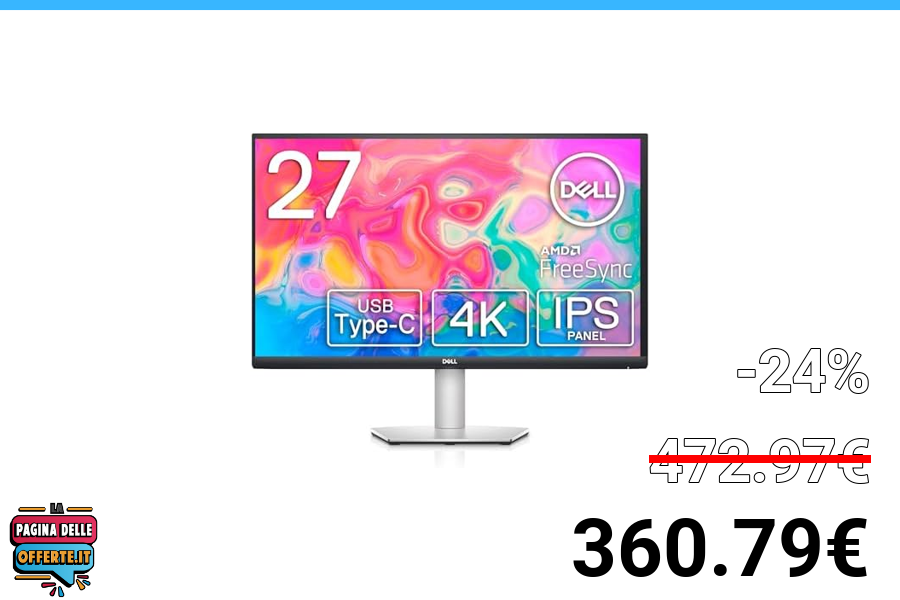 27
DELL
AMD
FreeSync
USB
Type-C
4K
IPS
PANEL
DELL
-24%
472.97€
360.79€
LA
PAGINA DELLE
OFFERTE.IT